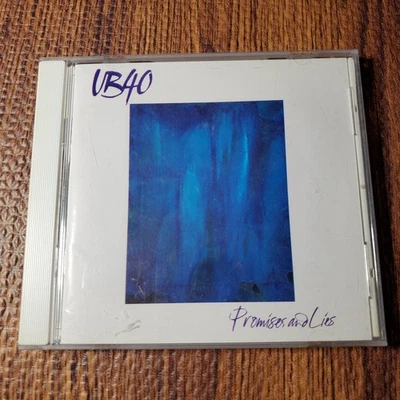 UB40
Promises and Lies